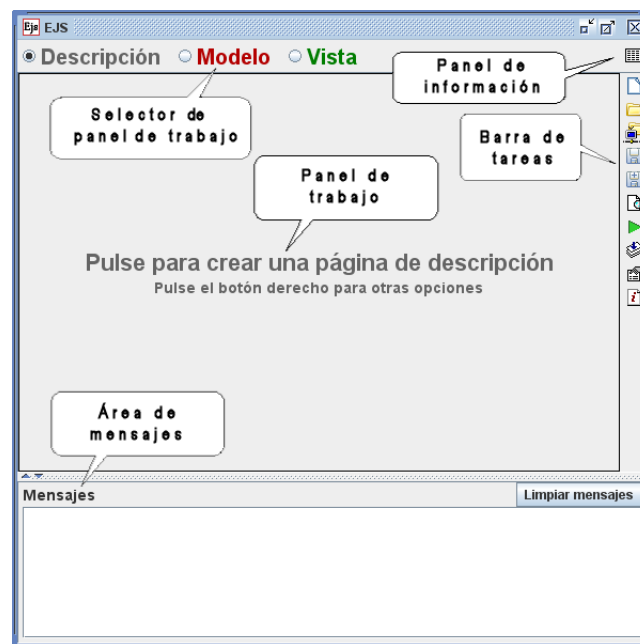 Ejs EJS
Descripción Modelo Vista
Panel de
información
Selector de
panel de trabajo
Barra de
tareas
Panel de
trabajo
Pulse para crear una página de descripción
Pulse el botón derecho para otras opciones
Área de
mensajes
Mensajes Limpiar mensajes